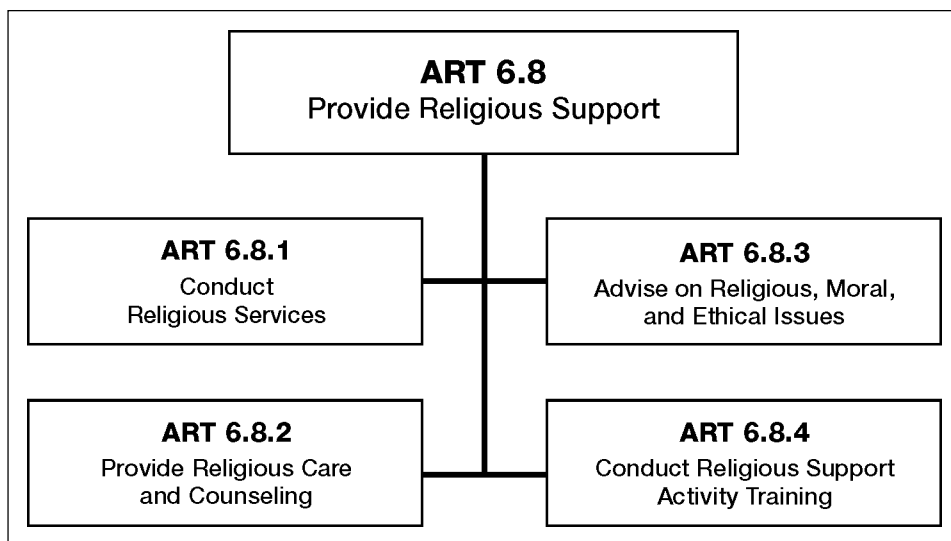 ART 6.8
Provide Religious Support
ART 6.8.1
Conduct
Religious Services
ART 6.8.3
Advise on Religious, Moral,
and Ethical Issues
ART 6.8.2
Provide Religious Care
and Counseling
ART 6.8.4
Conduct Religious Support
Activity Training